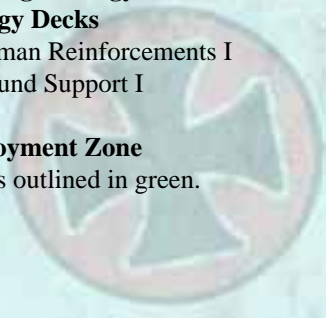 gy Decks
man Reinforcements I
und Support I
oyment Zone
s outlined in green.